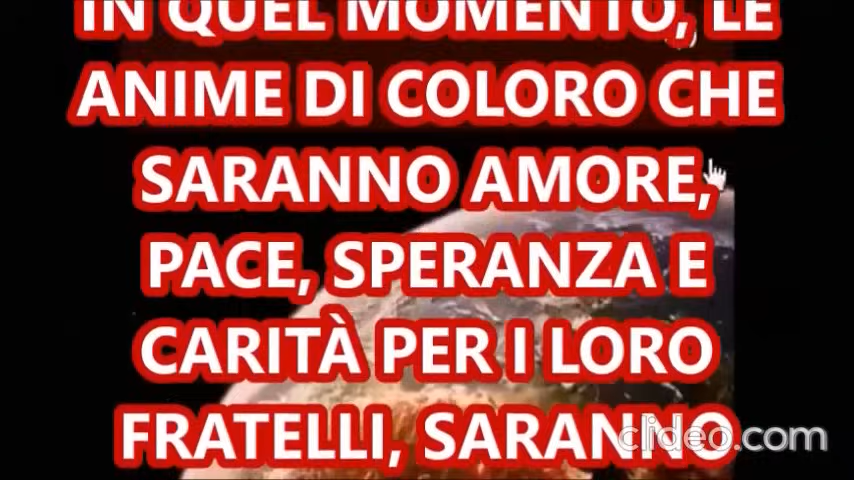 IN QUEL MOMENTO, LE
ANIME DI COLORO CHE
SARANNO AMORE,
PACE, SPERANZA E
CARITÀ PER I LORO
FRATELLI, SARANNO
clideo.com